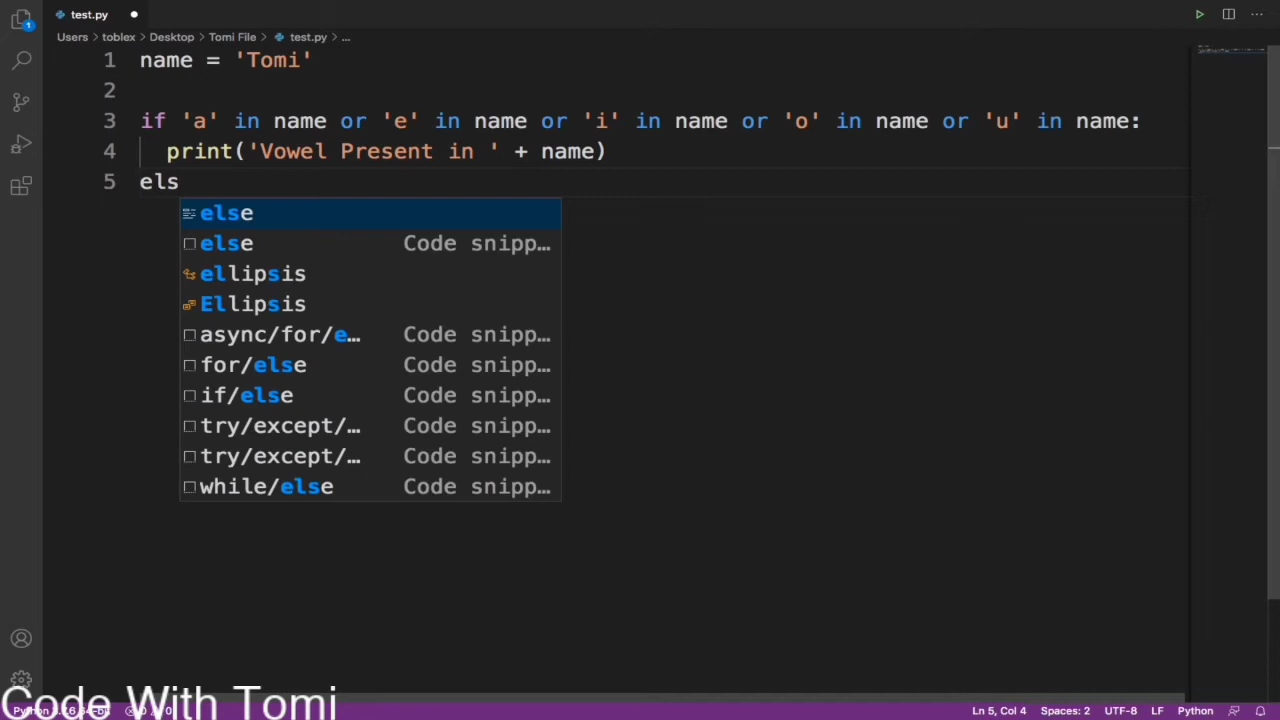 test.py
Users > toblex > Desktop > Tomi File > test.py > ...
1 name = 'Tomi'
2
3 if 'a' in name or 'e' in name or 'i' in name or 'o' in name or 'u' in name:
4 print('Vowel Present in ' + name)
5 els
else
else Code snipp…
ellipsis
Ellipsis
async/for/e… Code snipp…
for/else Code snipp…
if/else Code snipp…
try/except/… Code snipp…
try/except/… Code snipp…
while/else Code snipp…
1
Code With Tomi
Ln 5, Col 4 Spaces: 2 UTF-8 LF Python